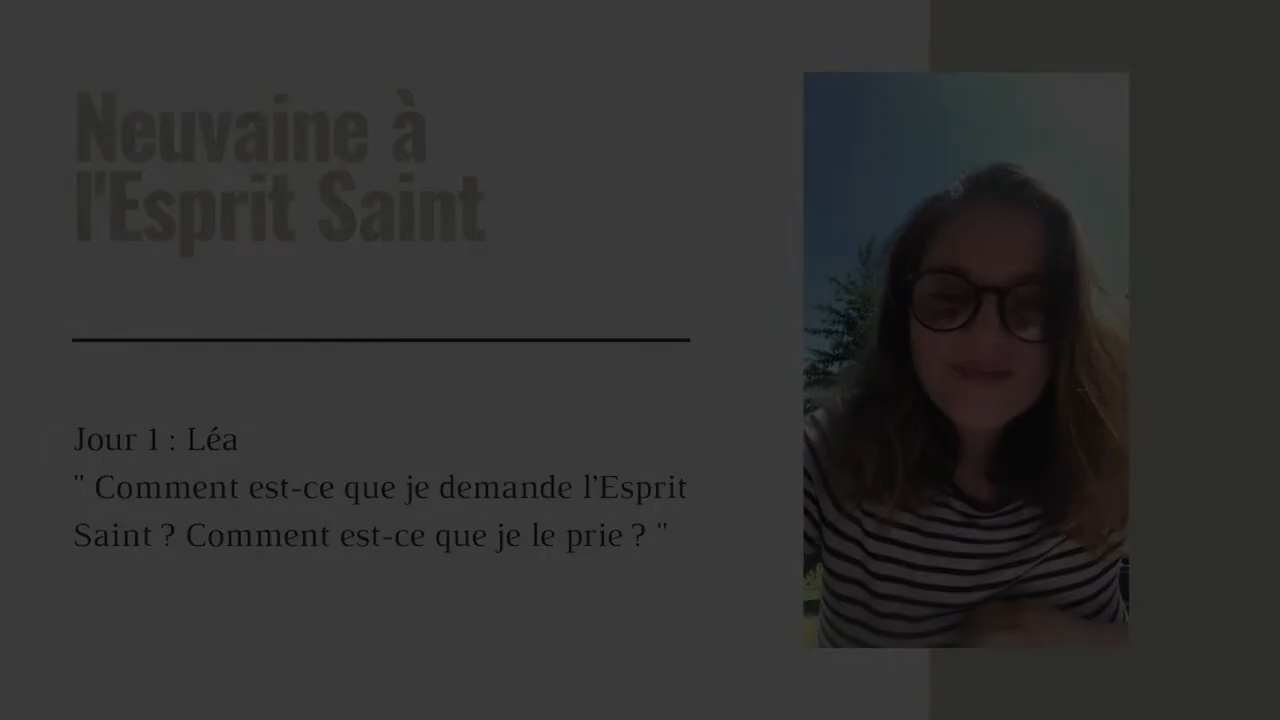 Neuvaine à
l'Esprit Saint
Jour 1 : Léa
" Comment est-ce que je demande l’Esprit
Saint ? Comment est-ce que je le prie ? "